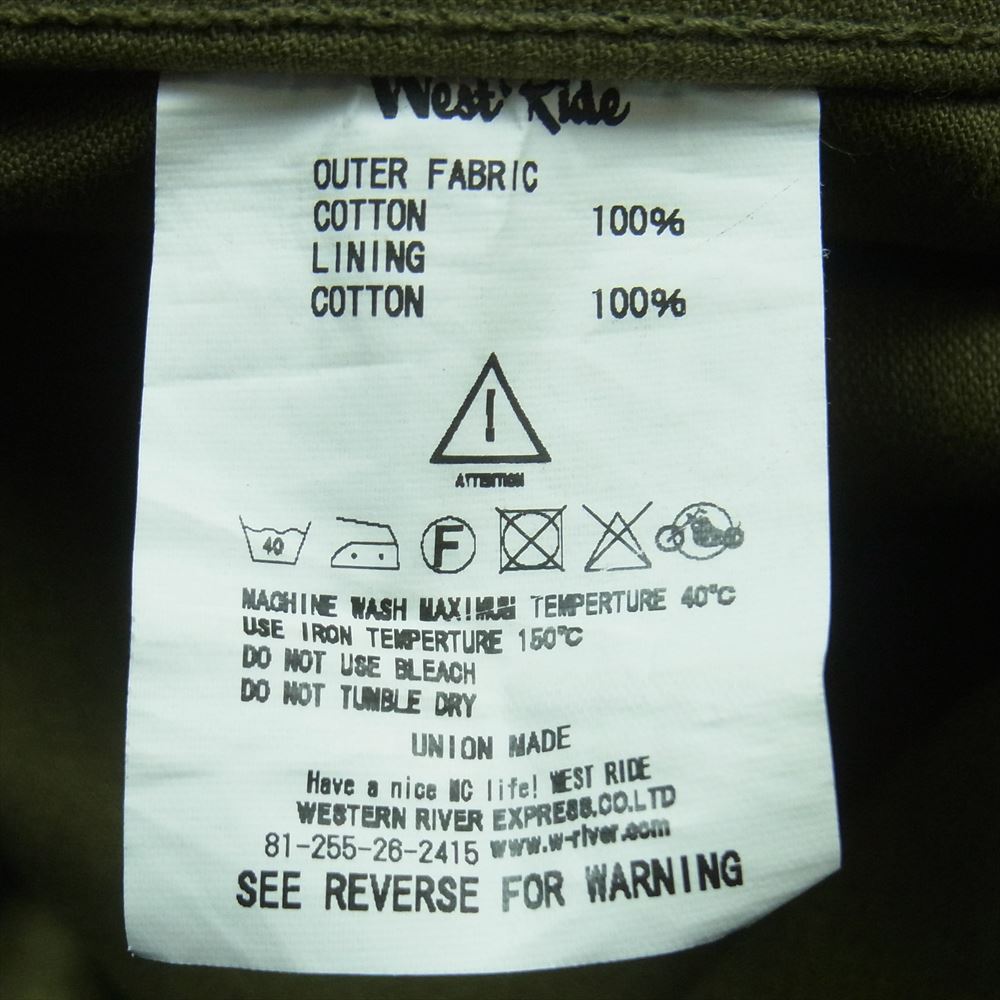 West Ride
OUTER FABRIC
COTTON 100%
LINING
COTTON 100%
ATTENTION
40 F
MACHINE WASH MAXIMUM TEMPERTURE 40°C
USE IRON TEMPERTURE 150°C
DO NOT USE BLEACH
DO NOT TUMBLE DRY
UNION MADE
Have a nice MC life! WEST RIDE
WESTERN RIVER EXPRESS.CO.LTD
81-255-26-2415 www.w-river.com
SEE REVERSE FOR WARNING